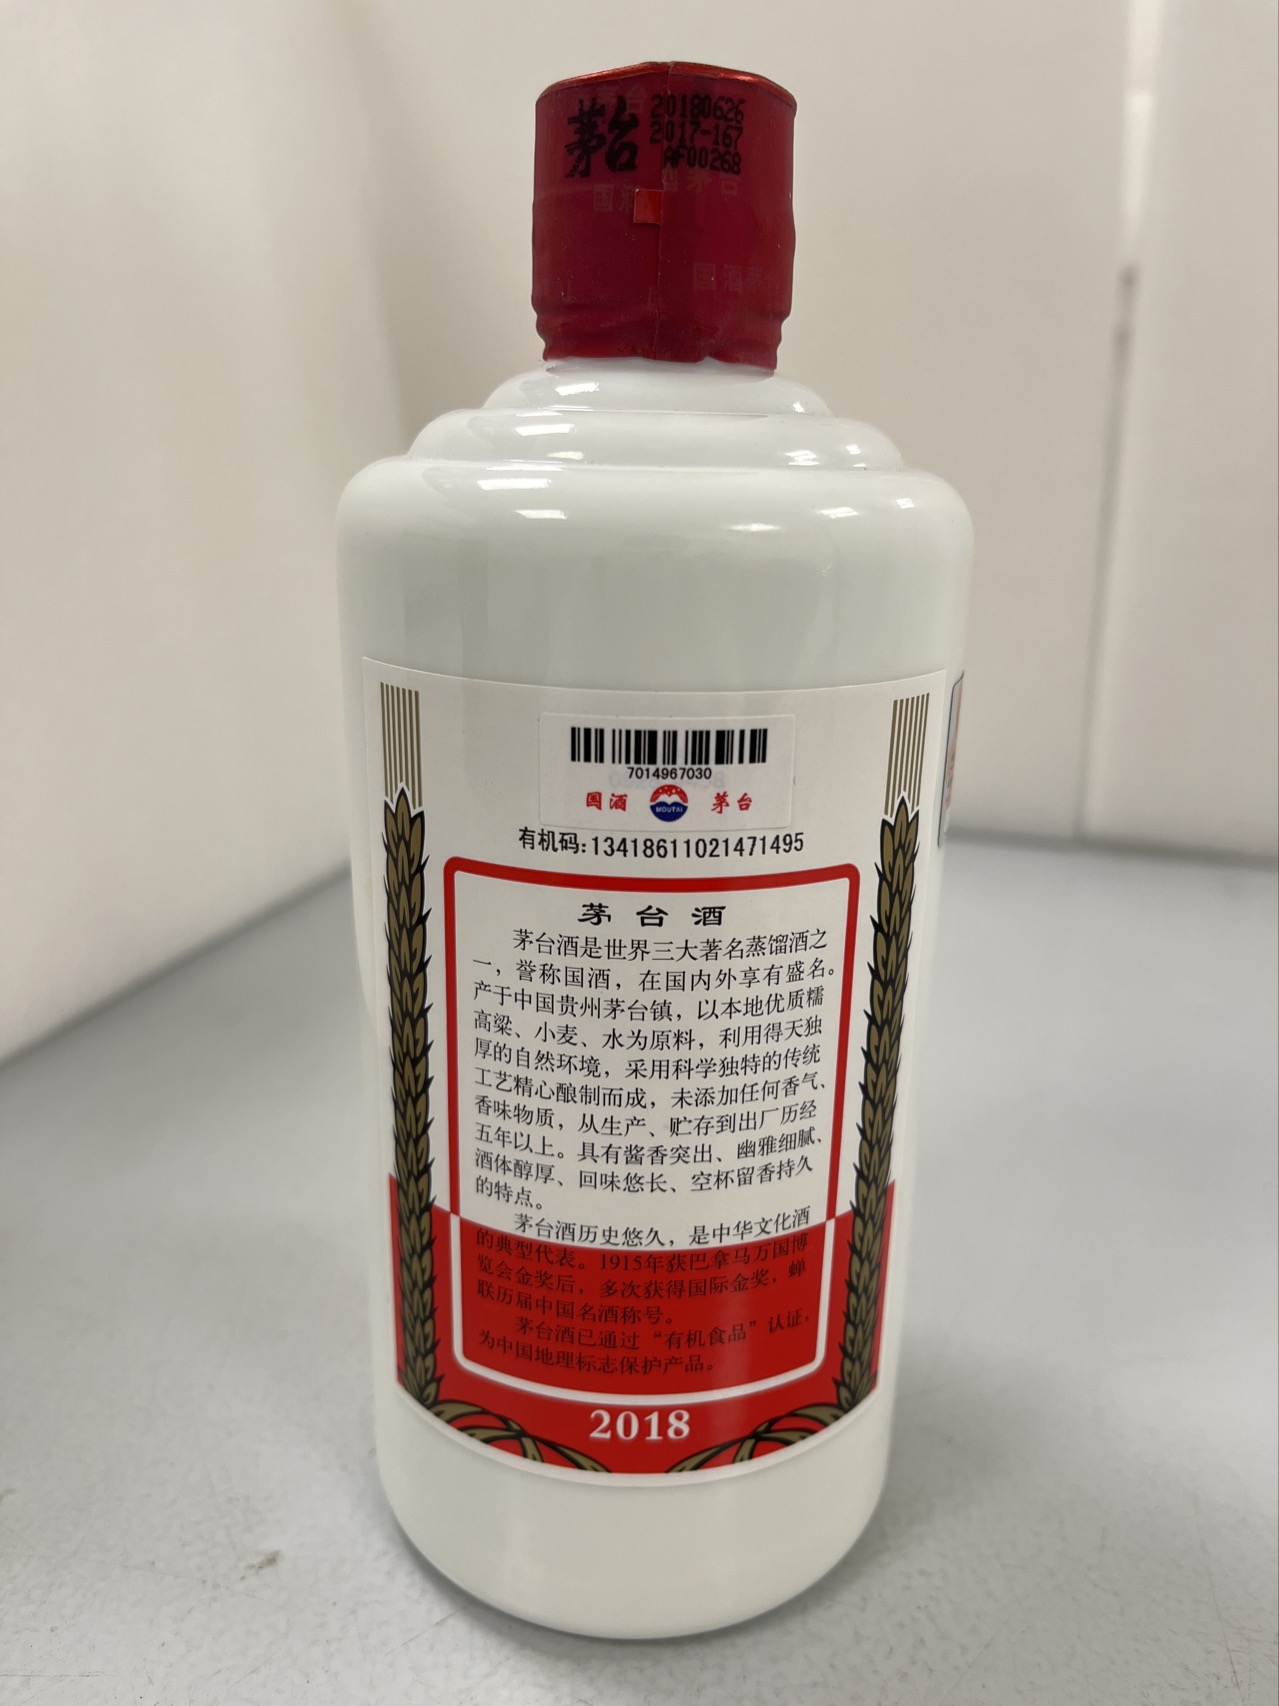 茅台
20180626
2017-167
AF00268
国酒茅台
国酒茅台
7014967030
国酒 MOUTAI 茅台
有机码:13418611021471495
茅台酒
茅台酒是世界三大著名蒸馏酒之
一，誉称国酒，在国内外享有盛名。
产于中国贵州茅台镇，以本地优质糯
高粱、小麦、水为原料，利用得天独
厚的自然环境，采用科学独特的传统
工艺精心酿制而成，未添加任何香气、
香味物质，从生产、贮存到出厂历经
五年以上。具有酱香突出、幽雅细腻、
酒体醇厚、回味悠长、空杯留香持久
的特点。
茅台酒历史悠久，是中华文化酒
的典型代表。1915年获巴拿马万国博
览会金奖后，多次获得国际金奖，蝉
联历届中国名酒称号。
茅台酒已通过“有机食品”认证，
为中国地理标志保护产品。
2018